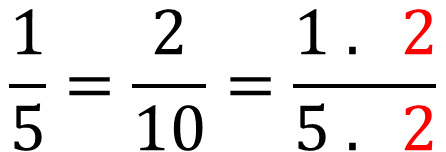 1/5 = 2/10 = 1 . 2/5 . 2